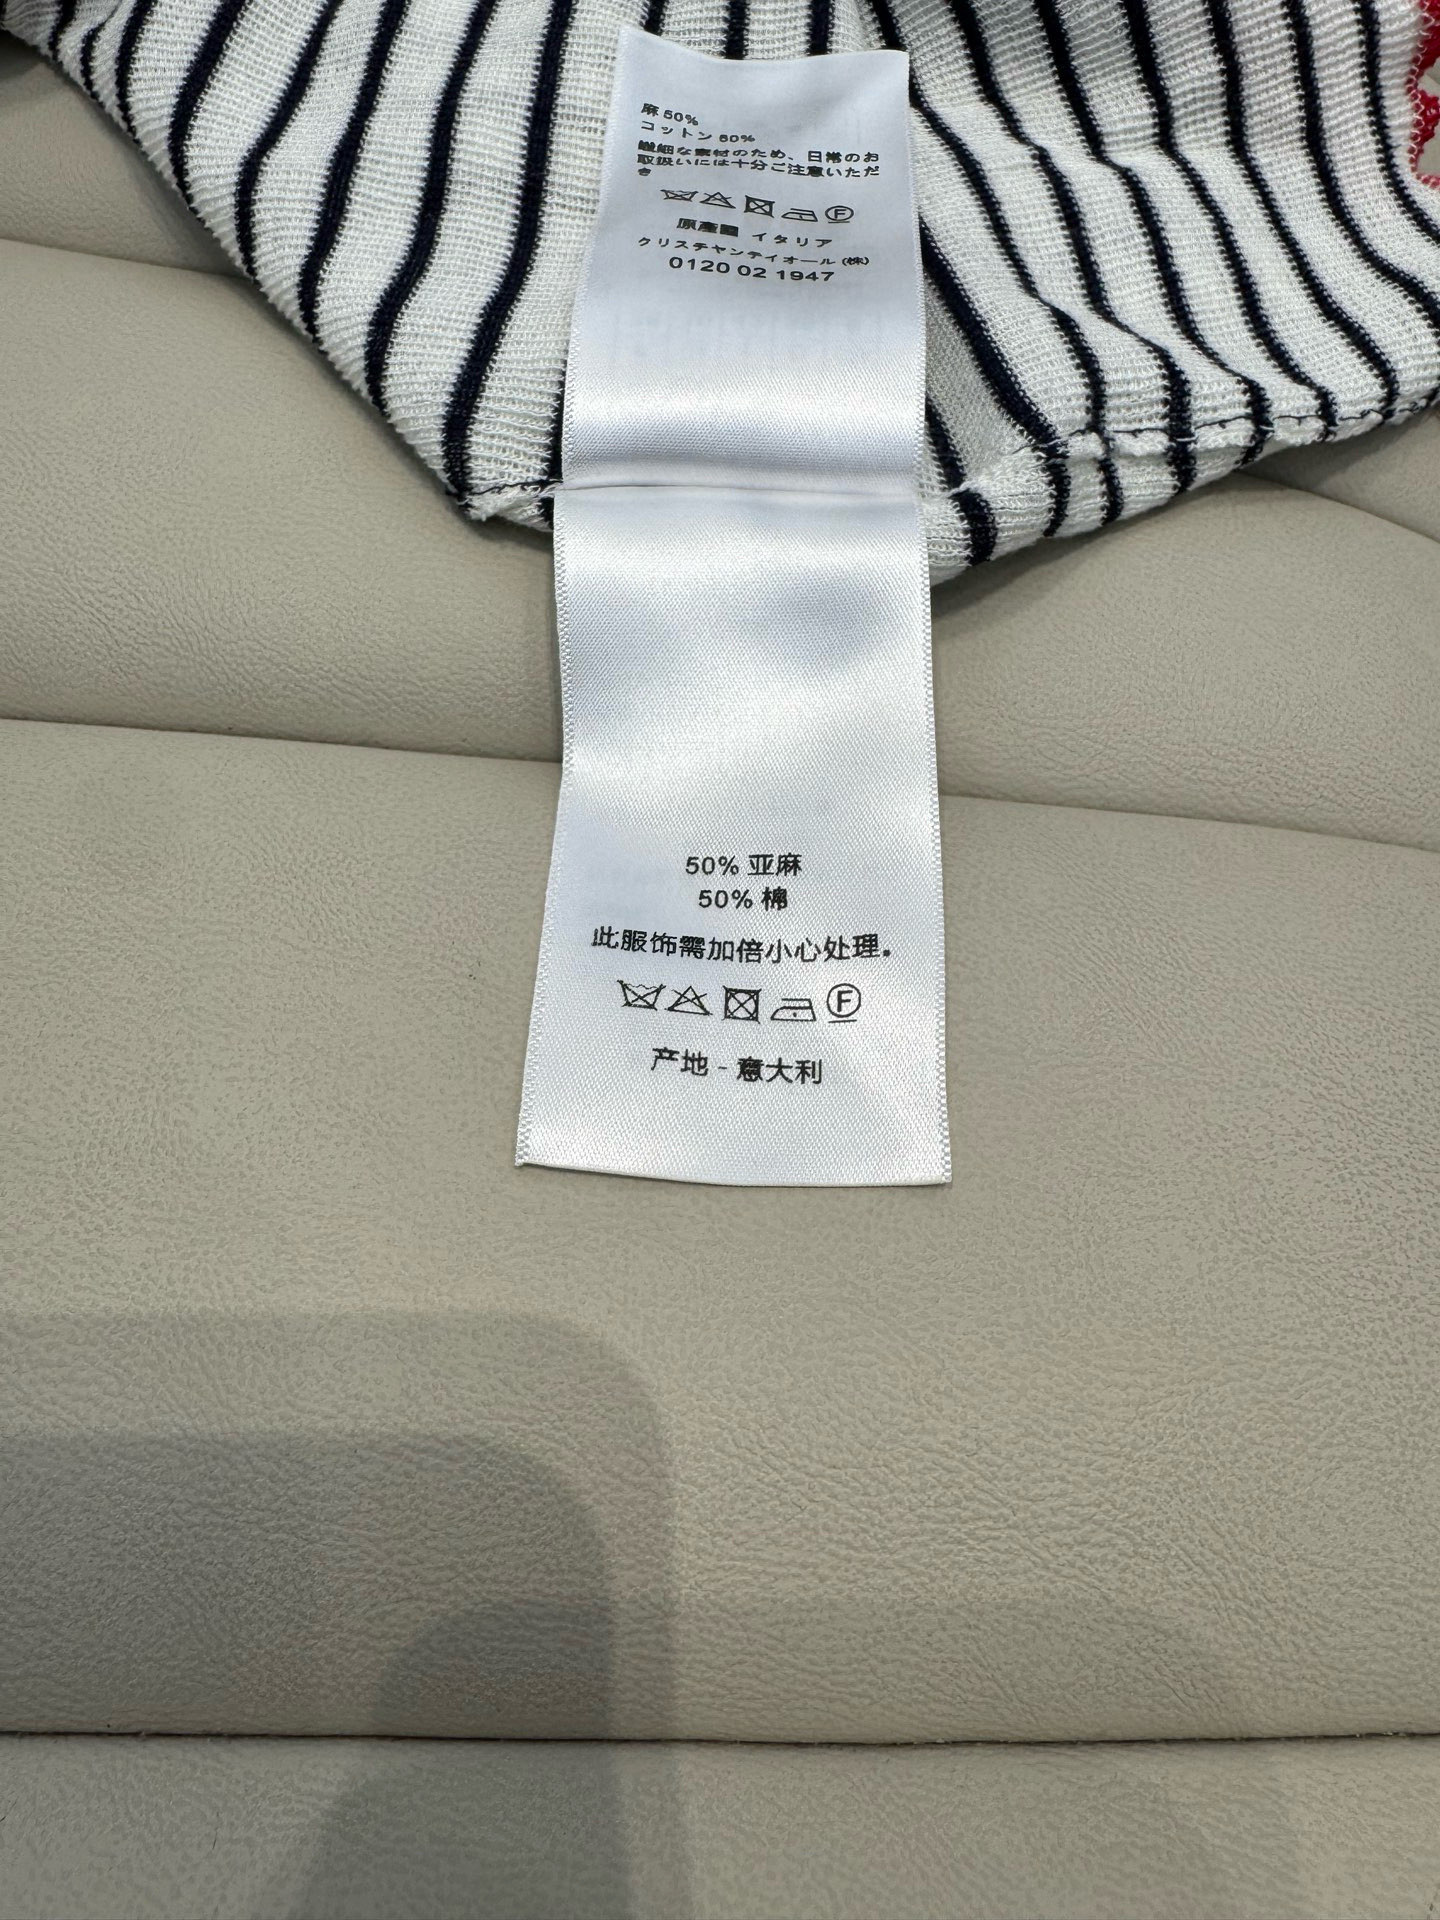 麻 50%
コットン 50%
繊細な素材のため、日常のお
取扱いには十分ご注意いただ
き
F
原産国 イタリア
クリスチャンディオール (株)
0120 02 1947
50% 亚麻
50% 棉
此服饰需加倍小心处理.
F
产地 - 意大利